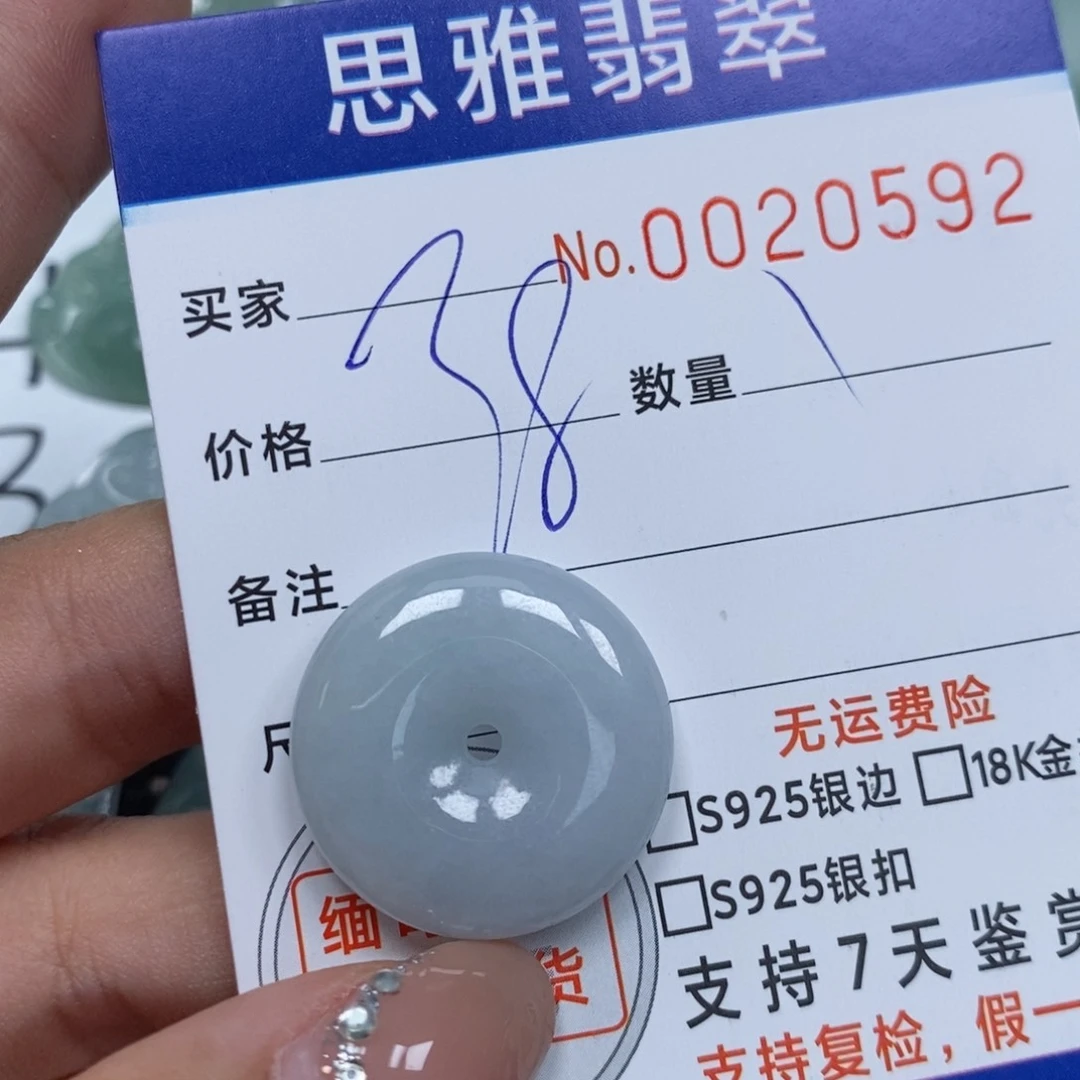 思雅翡翠
No.0020592
买家
价格 38 数量 1
备注
无运费险
S925银边 18K金
S925银扣
缅 货
支持7天鉴赏
支持复检，假一